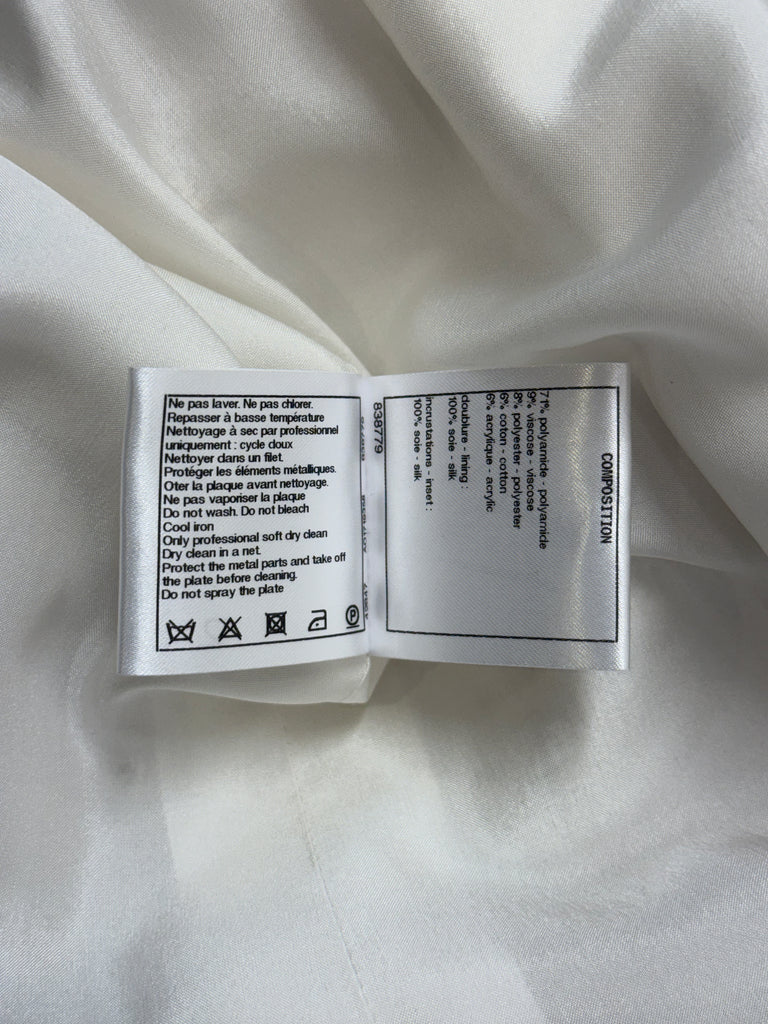 Ne pas laver. Ne pas chlorer.
Repasser à basse température
Nettoyage à sec par professionnel
uniquement : cycle doux
Nettoyer dans un filet.
Protéger les éléments métalliques.
Oter la plaque avant nettoyage.
Ne pas vaporiser la plaque
Do not wash. Do not bleach
Cool iron
Only professional soft dry clean
Dry clean in a net.
Protect the metal parts and take off
the plate before cleaning.
Do not spray the plate
P
838779
COMPOSITION
71% polyamide - polyamide
9% viscose - viscose
8% polyester - polyester
6% coton - cotton
6% acrylique - acrylic
doublure - lining :
100% soie - silk
incrustations - inset :
100% soie - silk